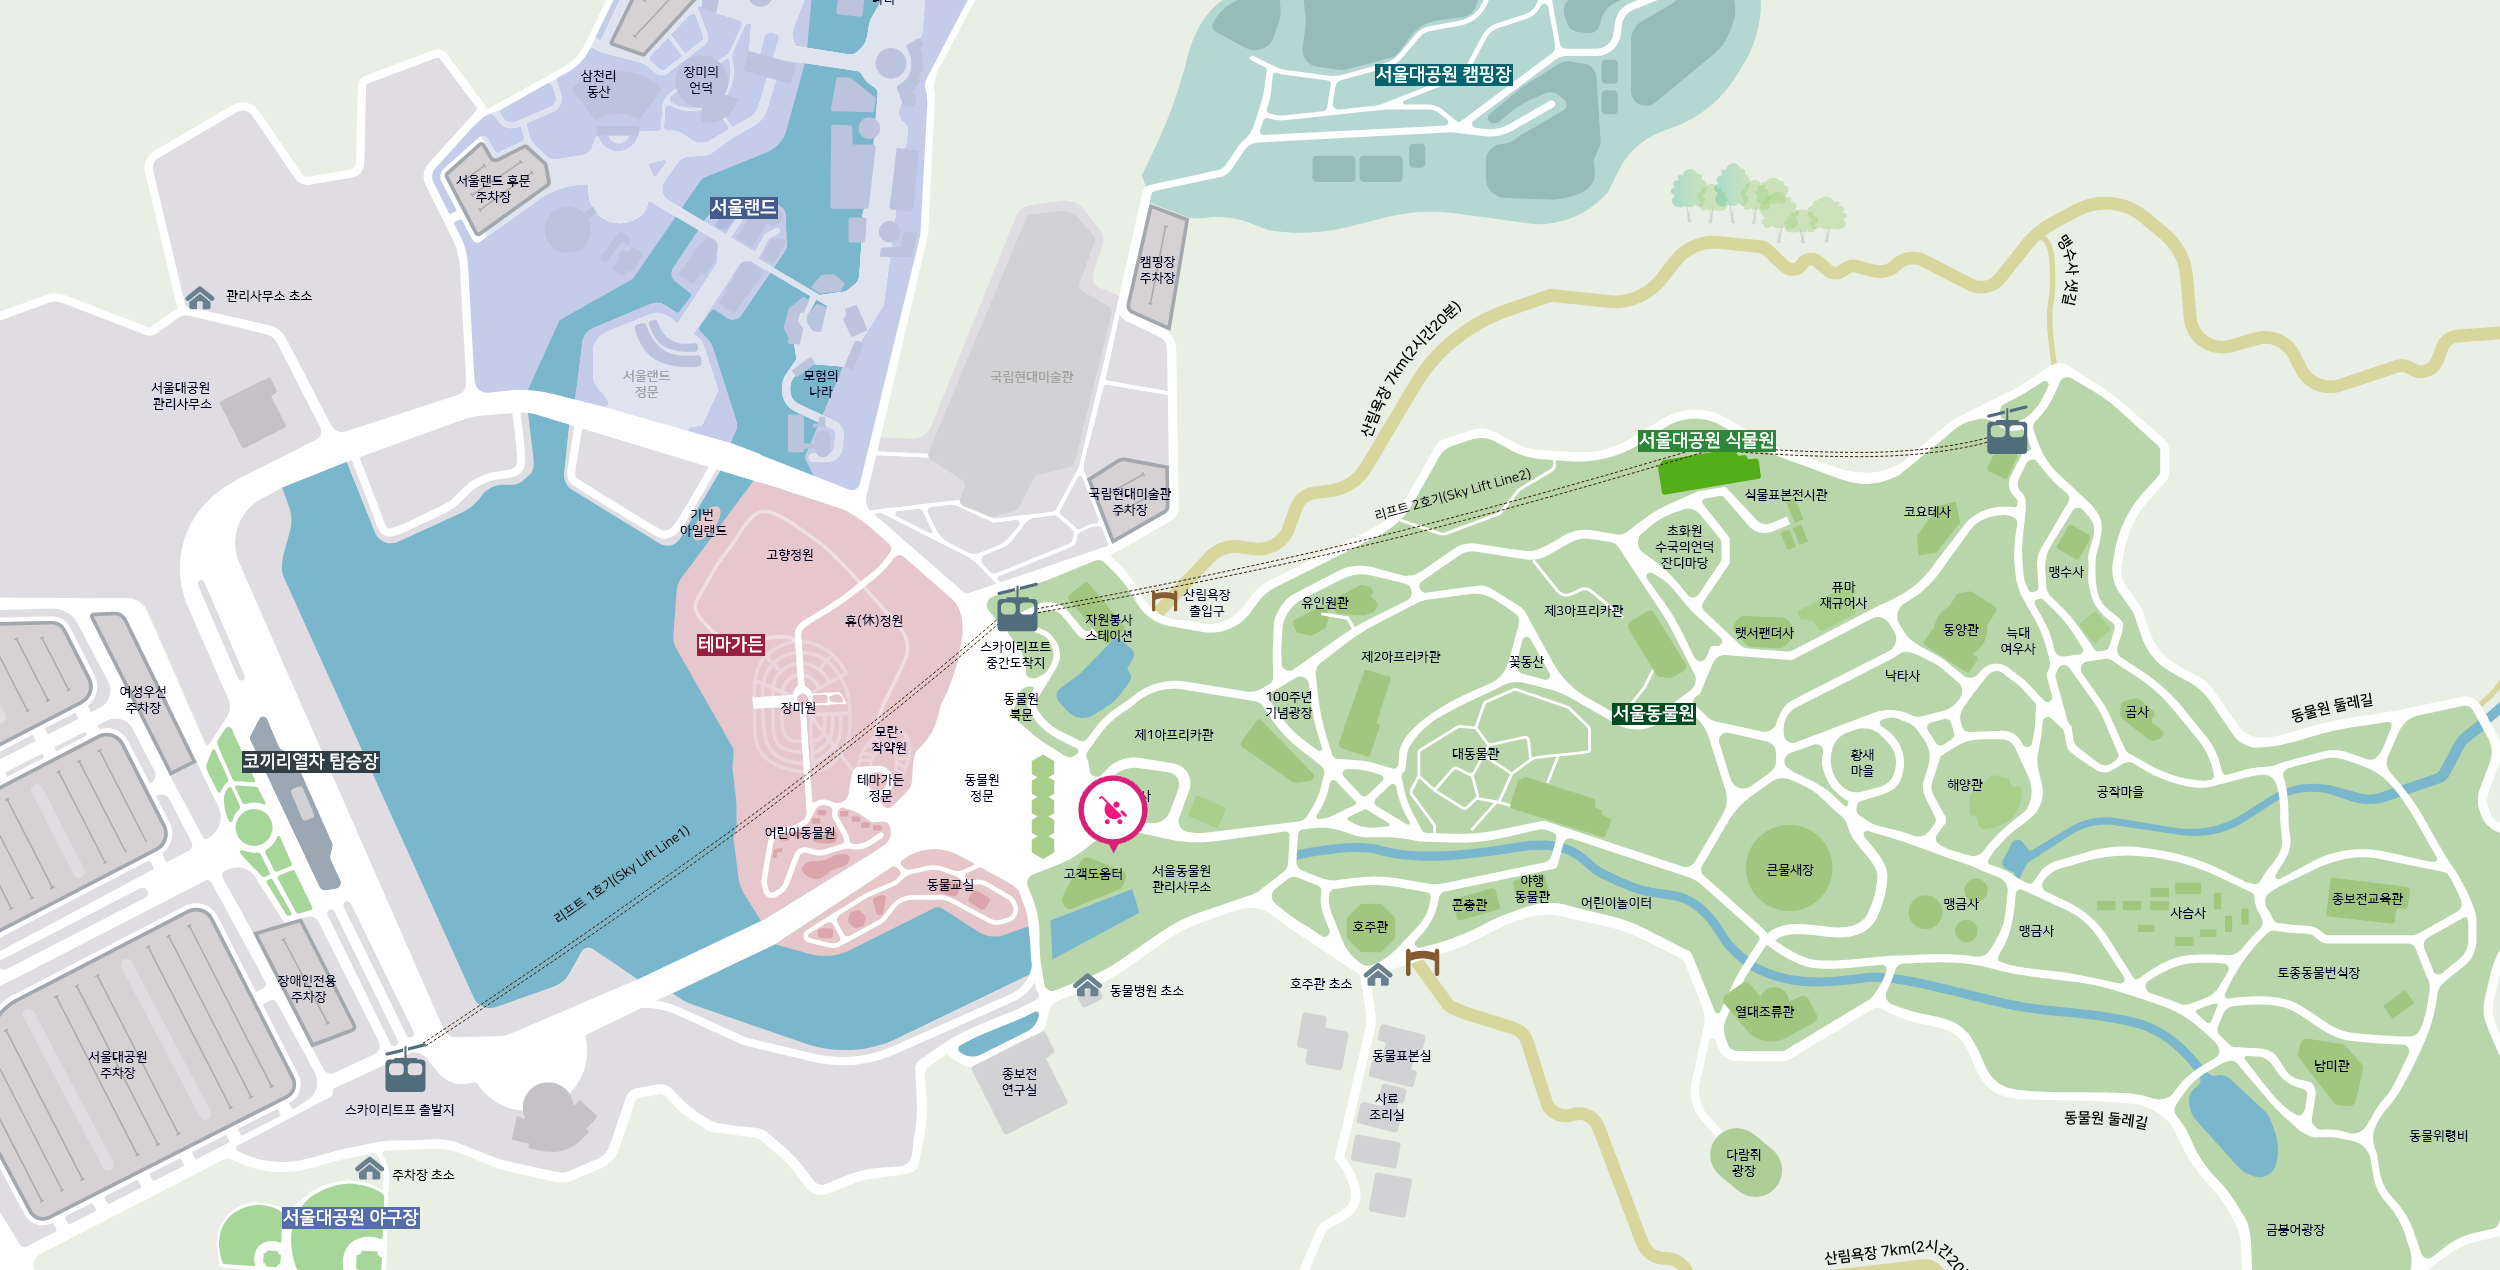 나라
삼천리
동산
장미의
언덕
서울대공원 캠핑장
서울랜드 후문
주차장
서울랜드
캠핑장
주차장
맹수사 샛길
관리사무소 초소
산림욕장 7km(2시간20분)
서울대공원
관리사무소
서울랜드
정문
모험의
나라
국립현대미술관
서울대공원 식물원
리프트 2호기(Sky Lift Line2)
식물표본전시관
국립현대미술관
주차장
코요테사
기번
아일랜드
고향정원
초화원
수국의언덕
잔디마당
맹수사
산림욕장
출입구
유인원관
제3아프리카관
퓨마
재규어사
휴(休)정원
자원봉사
스테이션
랫서팬더사
동양관
늑대
여우사
테마가든
스카이리프트
중간도착지
제2아프리카관
꽃동산
낙타사
여성우선
주차장
장미원
동물원
북문
100주년
기념광장
서울동물원
곰사
동물원 둘레길
모란·
작약원
제1아프리카관
대동물관
황새
마을
코끼리열차 탑승장
테마가든
정문
동물원
정문
사
해양관
공작마을
어린이동물원
리프트 1호기(Sky Lift Line1)
동물교실
고객도움터
서울동물원
관리사무소
큰물새장
곤충관
야행
동물관
어린이놀이터
맹금사
사슴사
종보전교육관
호주관
맹금사
장애인전용
주차장
동물병원 초소
호주관 초소
토종동물번식장
열대조류관
서울대공원
주차장
종보전
연구실
동물표본실
남미관
스카이리트프 출발지
사료
조리실
동물원 둘레길
동물위령비
다람쥐
광장
주차장 초소
서울대공원 야구장
금붕어광장
산림욕장 7km(2시간20